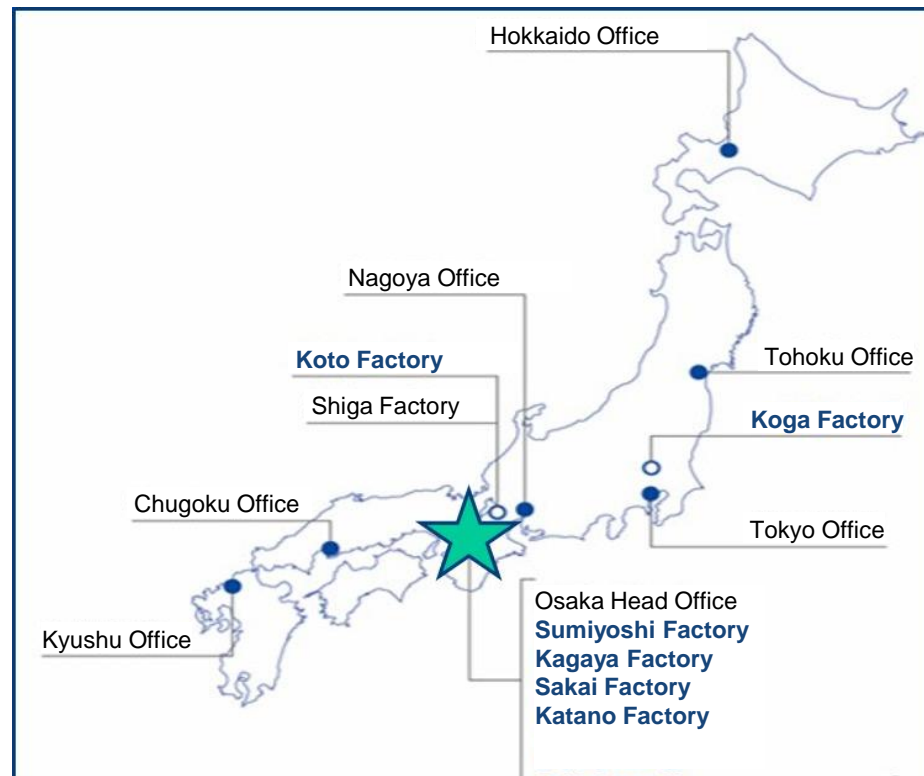 Hokkaido Office
Nagoya Office
Koto Factory
Shiga Factory
Tohoku Office
Koga Factory
Chugoku Office
Tokyo Office
Kyushu Office
Osaka Head Office
Sumiyoshi Factory
Kagaya Factory
Sakai Factory
Katano Factory